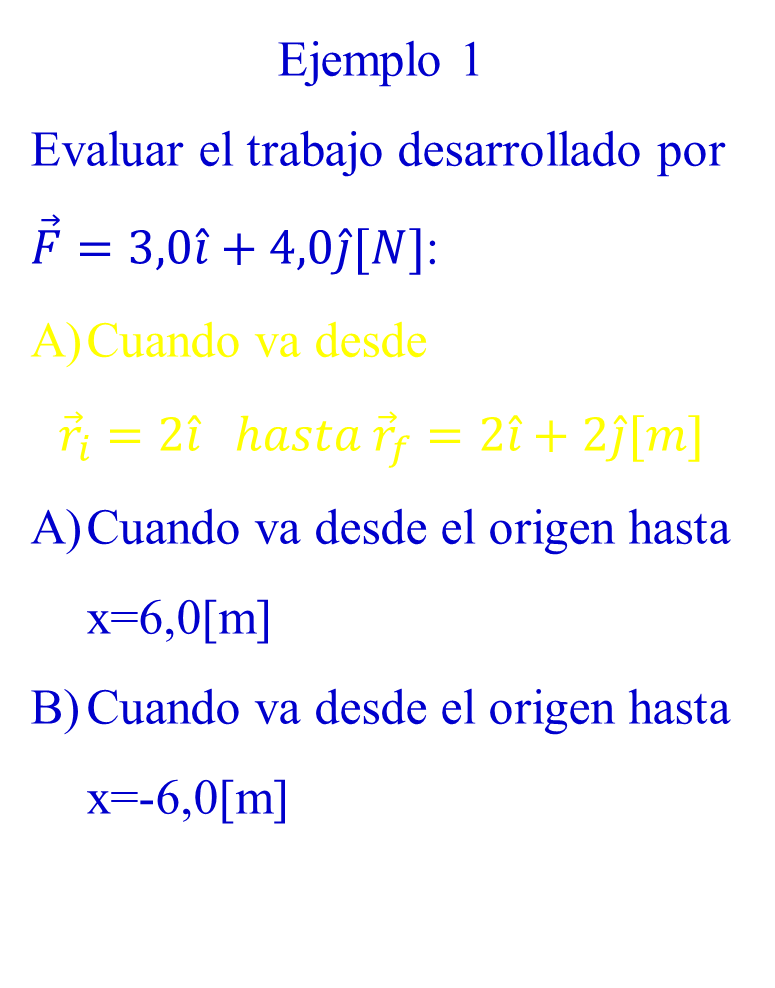 Ejemplo 1
Evaluar el trabajo desarrollado por
$\vec{F} = 3,0\hat{\imath} + 4,0\hat{\jmath}[N]$:
A) Cuando va desde
$\vec{r}_i = 2\hat{\imath} \;\; hasta \, \vec{r}_f = 2\hat{\imath} + 2\hat{\jmath}[m]$
A) Cuando va desde el origen hasta
x=6,0[m]
B) Cuando va desde el origen hasta
x=-6,0[m]